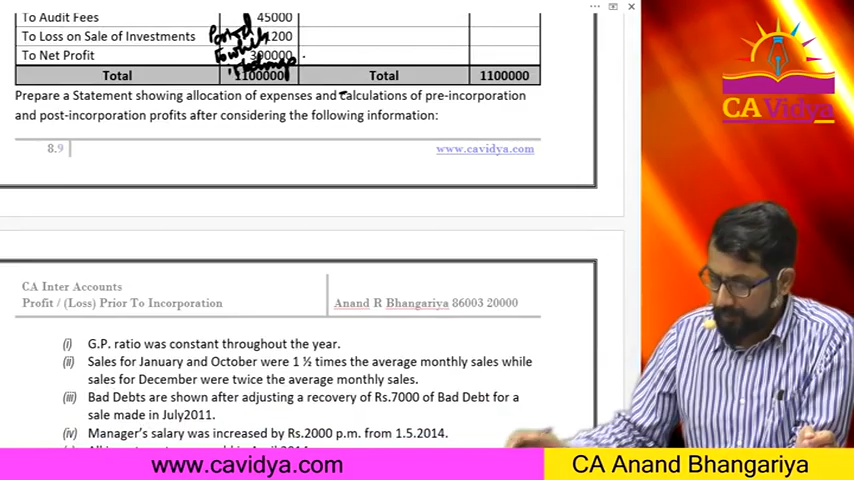 To Audit Fees 45000
To Loss on Sale of Investments 1200
To Net Profit 300000
Total 1100000 Total 1100000
Prepare a Statement showing allocation of expenses and calculations of pre-incorporation
and post-incorporation profits after considering the following information:
8.9 www.cavidya.com
CA Inter Accounts
Profit / (Loss) Prior To Incorporation Anand R Bhangariya 86003 20000
(i) G.P. ratio was constant throughout the year.
(ii) Sales for January and October were 1 ½ times the average monthly sales while
sales for December were twice the average monthly sales.
(iii) Bad Debts are shown after adjusting a recovery of Rs.7000 of Bad Debt for a
sale made in July2011.
(iv) Manager's salary was increased by Rs.2000 p.m. from 1.5.2014.
CA Vidya
www.cavidya.com
CA Anand Bhangariya